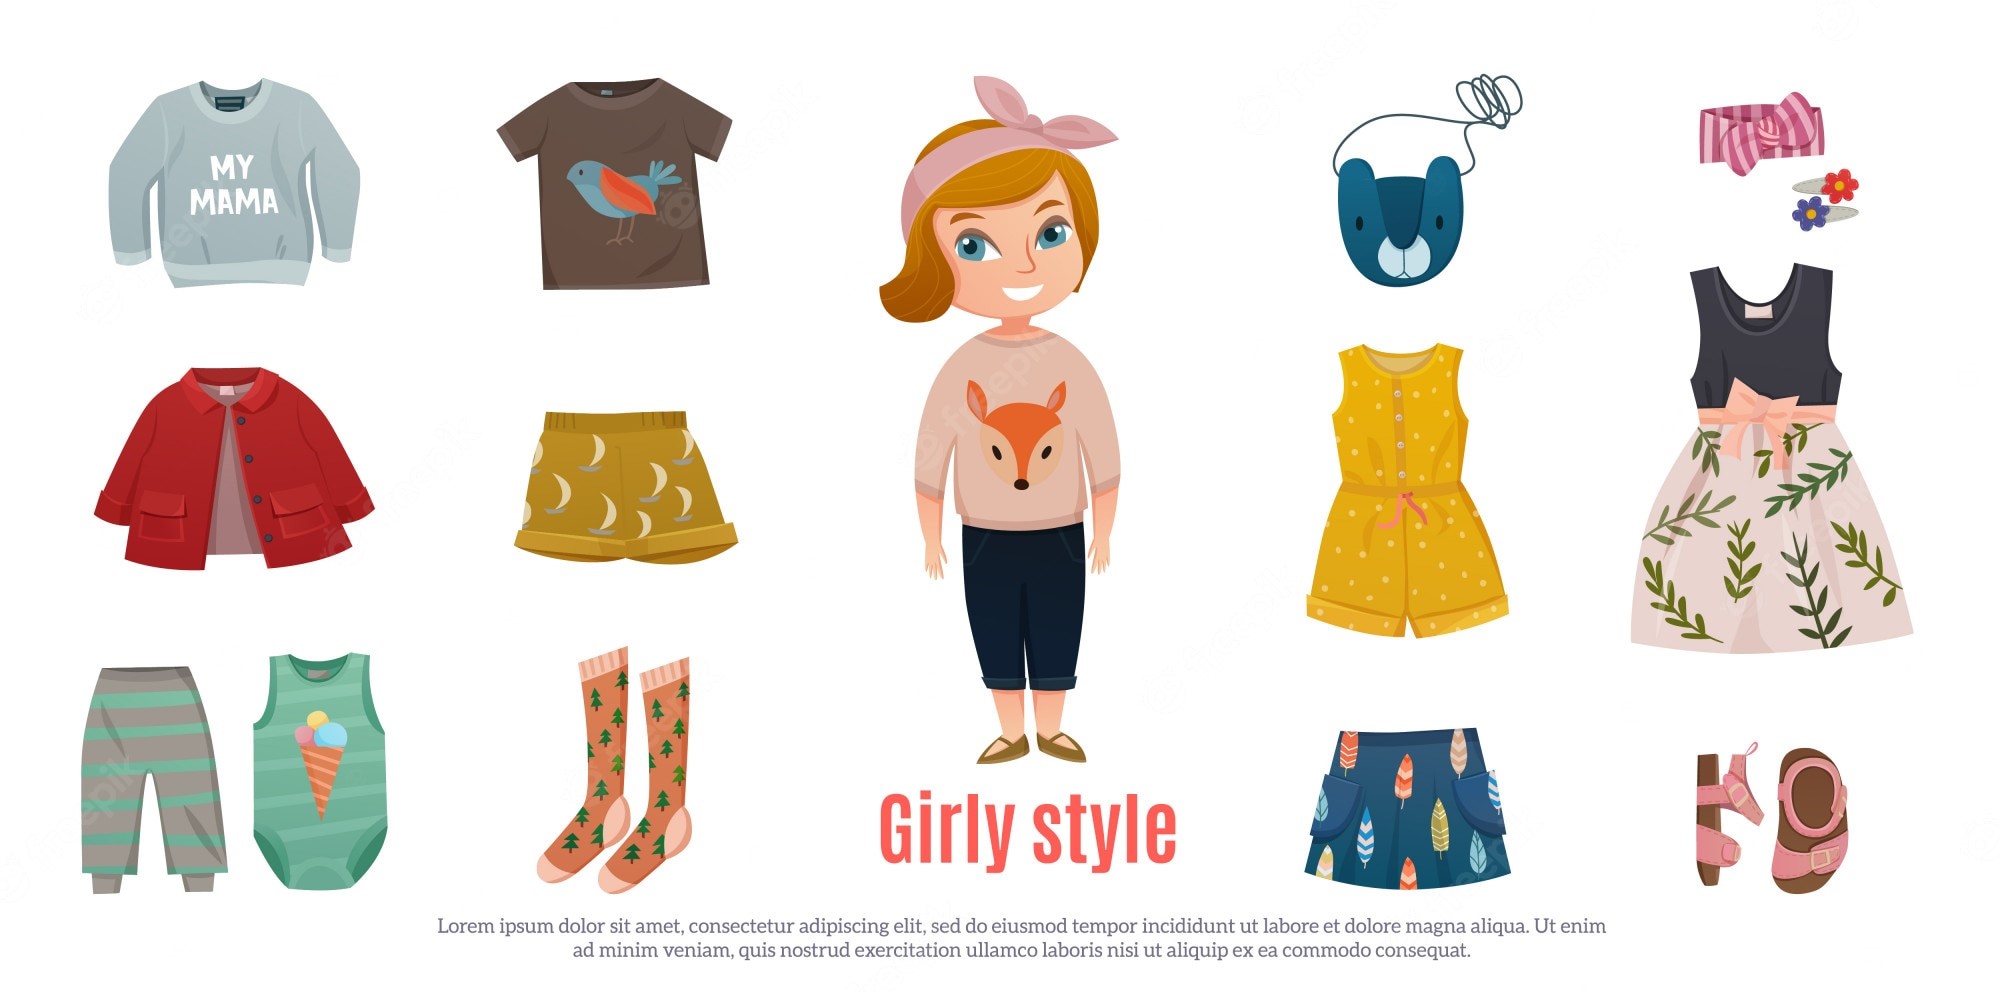 MY
MAMA
Girly style
Lorem ipsum dolor sit amet, consectetur adipiscing elit, sed do eiusmod tempor incididunt ut labore et dolore magna aliqua. Ut enim
ad minim veniam, quis nostrud exercitation ullamco laboris nisi ut aliquip ex ea commodo consequat.
freepik